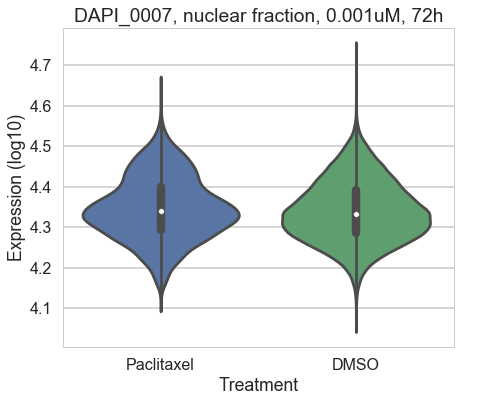 DAPI_0007, nuclear fraction, 0.001uM, 72h
4.7
4.6
4.5
4.4
4.3
4.2
4.1
Expression (log10)
Paclitaxel DMSO
Treatment